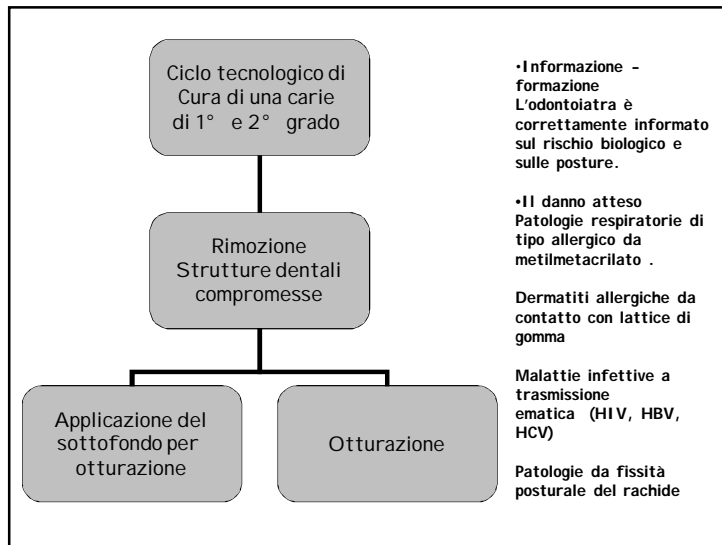 Ciclo tecnologico di
Cura di una carie
di 1° e 2° grado
Rimozione
Strutture dentali
compromesse
Applicazione del
sottofondo per
otturazione
Otturazione
•Informazione –
formazione
L'odontoiatra è
correttamente informato
sul rischio biologico e
sulle posture.
•Il danno atteso
Patologie respiratorie di
tipo allergico da
metilmetacrilato .
Dermatiti allergiche da
contatto con lattice di
gomma
Malattie infettive a
trasmissione
ematica (HIV, HBV,
HCV)
Patologie da fissità
posturale del rachide